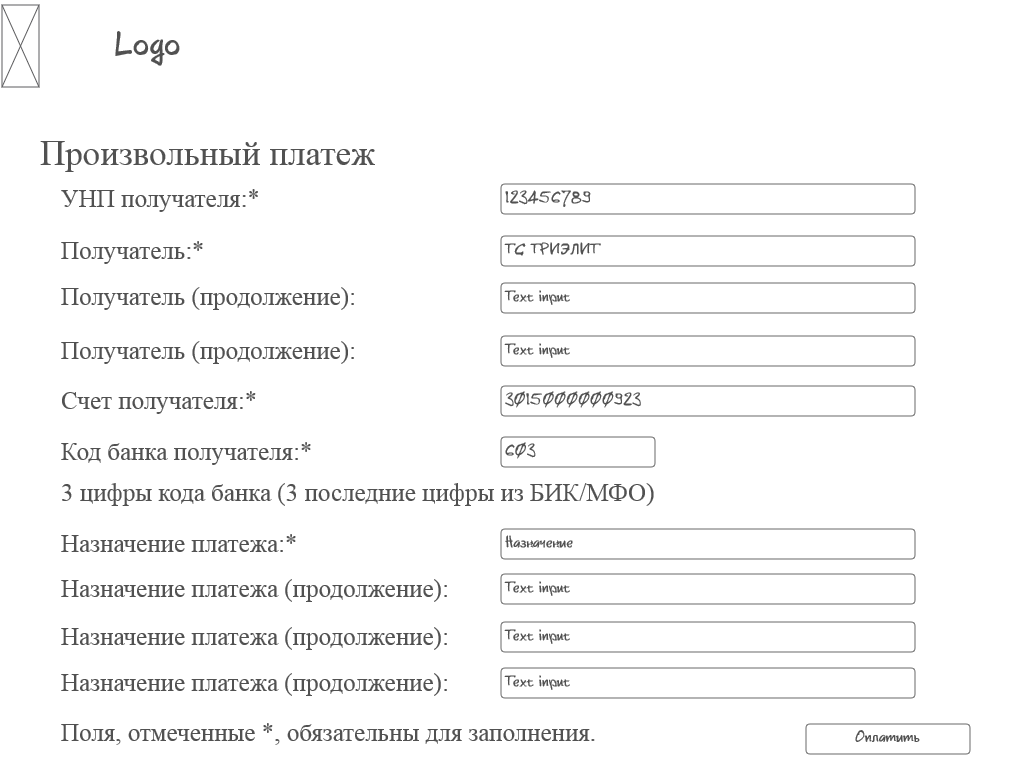 Logo
Произвольный платеж
УНП получателя:* 123456789
Получатель:* ТС ТРИЭЛИТ
Получатель (продолжение): Text input
Получатель (продолжение): Text input
Счет получателя:* 3015000000923
Код банка получателя:* 603
3 цифры кода банка (3 последние цифры из БИК/МФО)
Назначение платежа:* Назначение
Назначение платежа (продолжение): Text input
Назначение платежа (продолжение): Text input
Назначение платежа (продолжение): Text input
Поля, отмеченные *, обязательны для заполнения. Оплатить